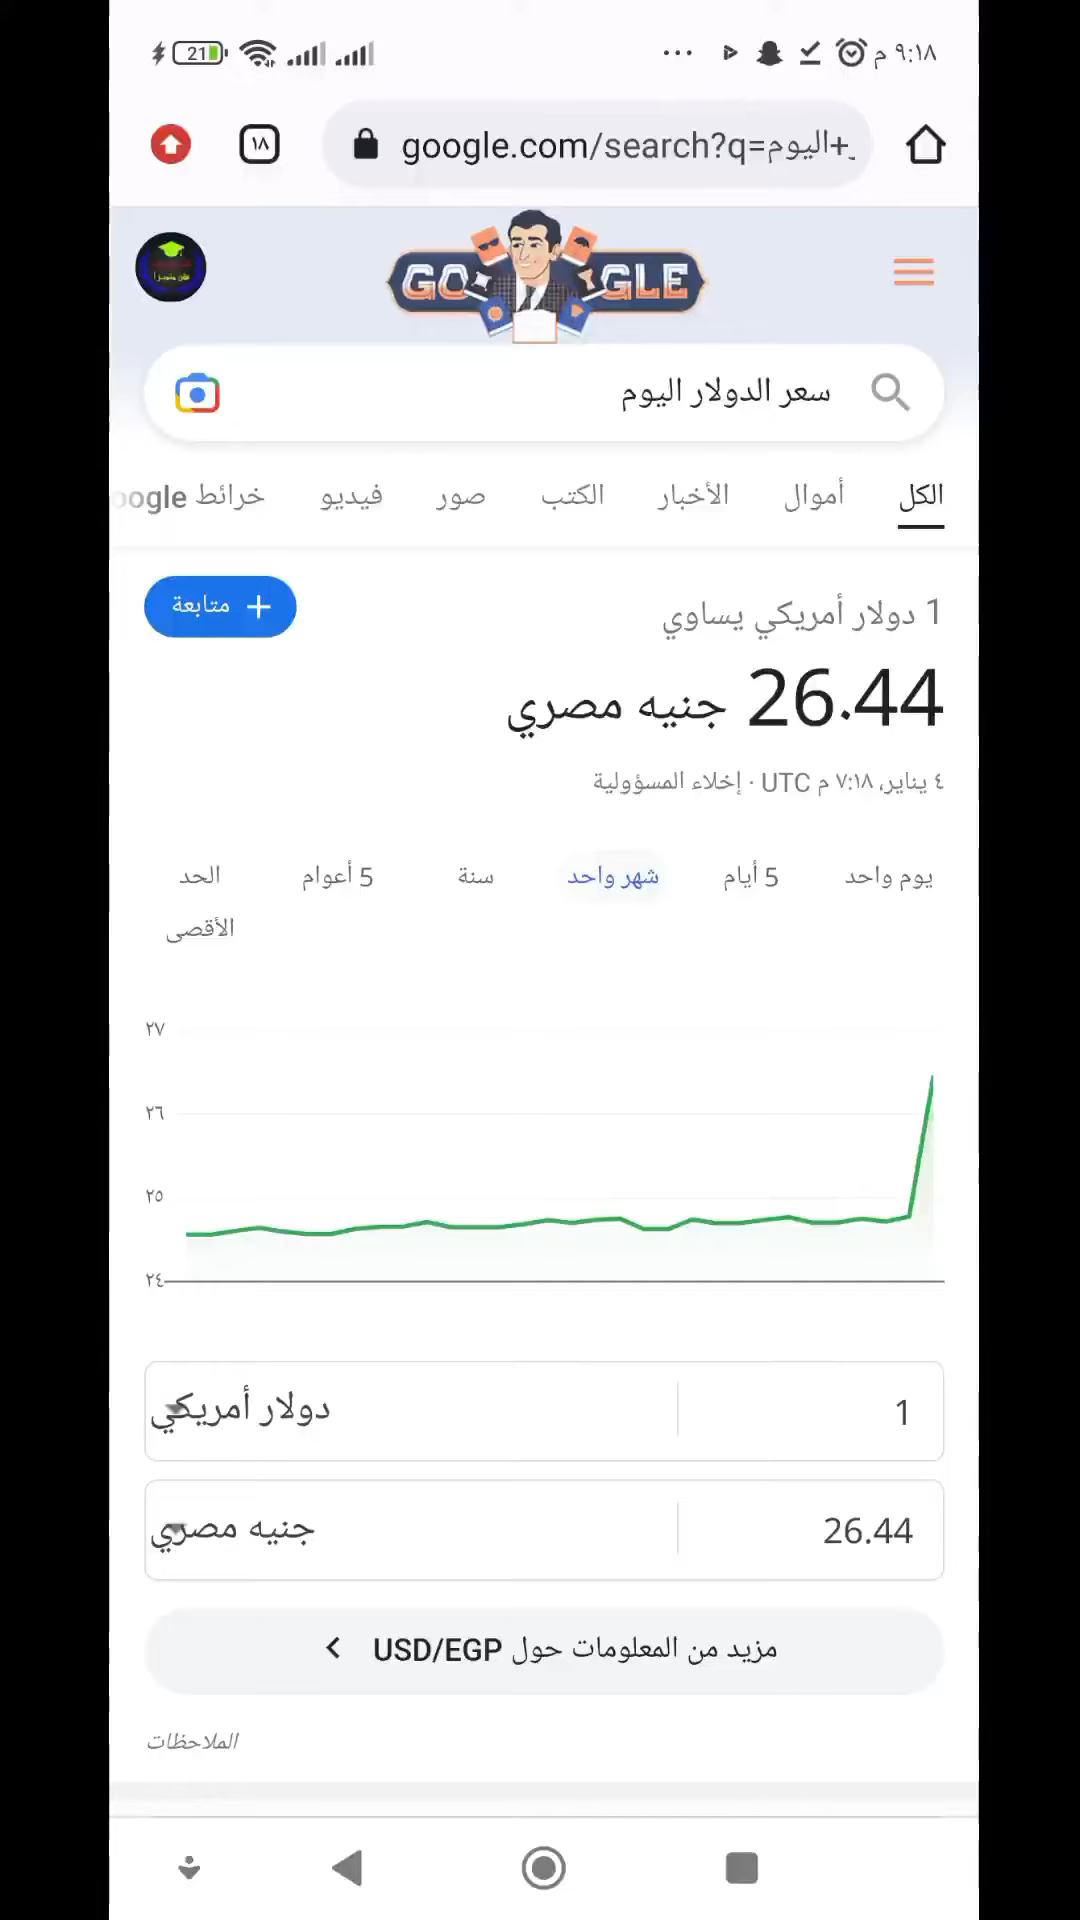 ٩:١٨ م
21
google.com/search?q=اليوم+
١٨
GO GLE
سعر الدولار اليوم
الكل أموال الأخبار الكتب صور فيديو خرائط oogle
1 دولار أمريكي يساوي
متابعة
26.44 جنيه مصري
٤ يناير، ٧:١٨ م UTC · إخلاء المسؤولية
يوم واحد 5 أيام شهر واحد سنة 5 أعوام الحد الأقصى
٢٧
٢٦
٢٥
٢٤
1 دولار أمريكي
26.44 جنيه مصري
مزيد من المعلومات حول USD/EGP
الملاحظات